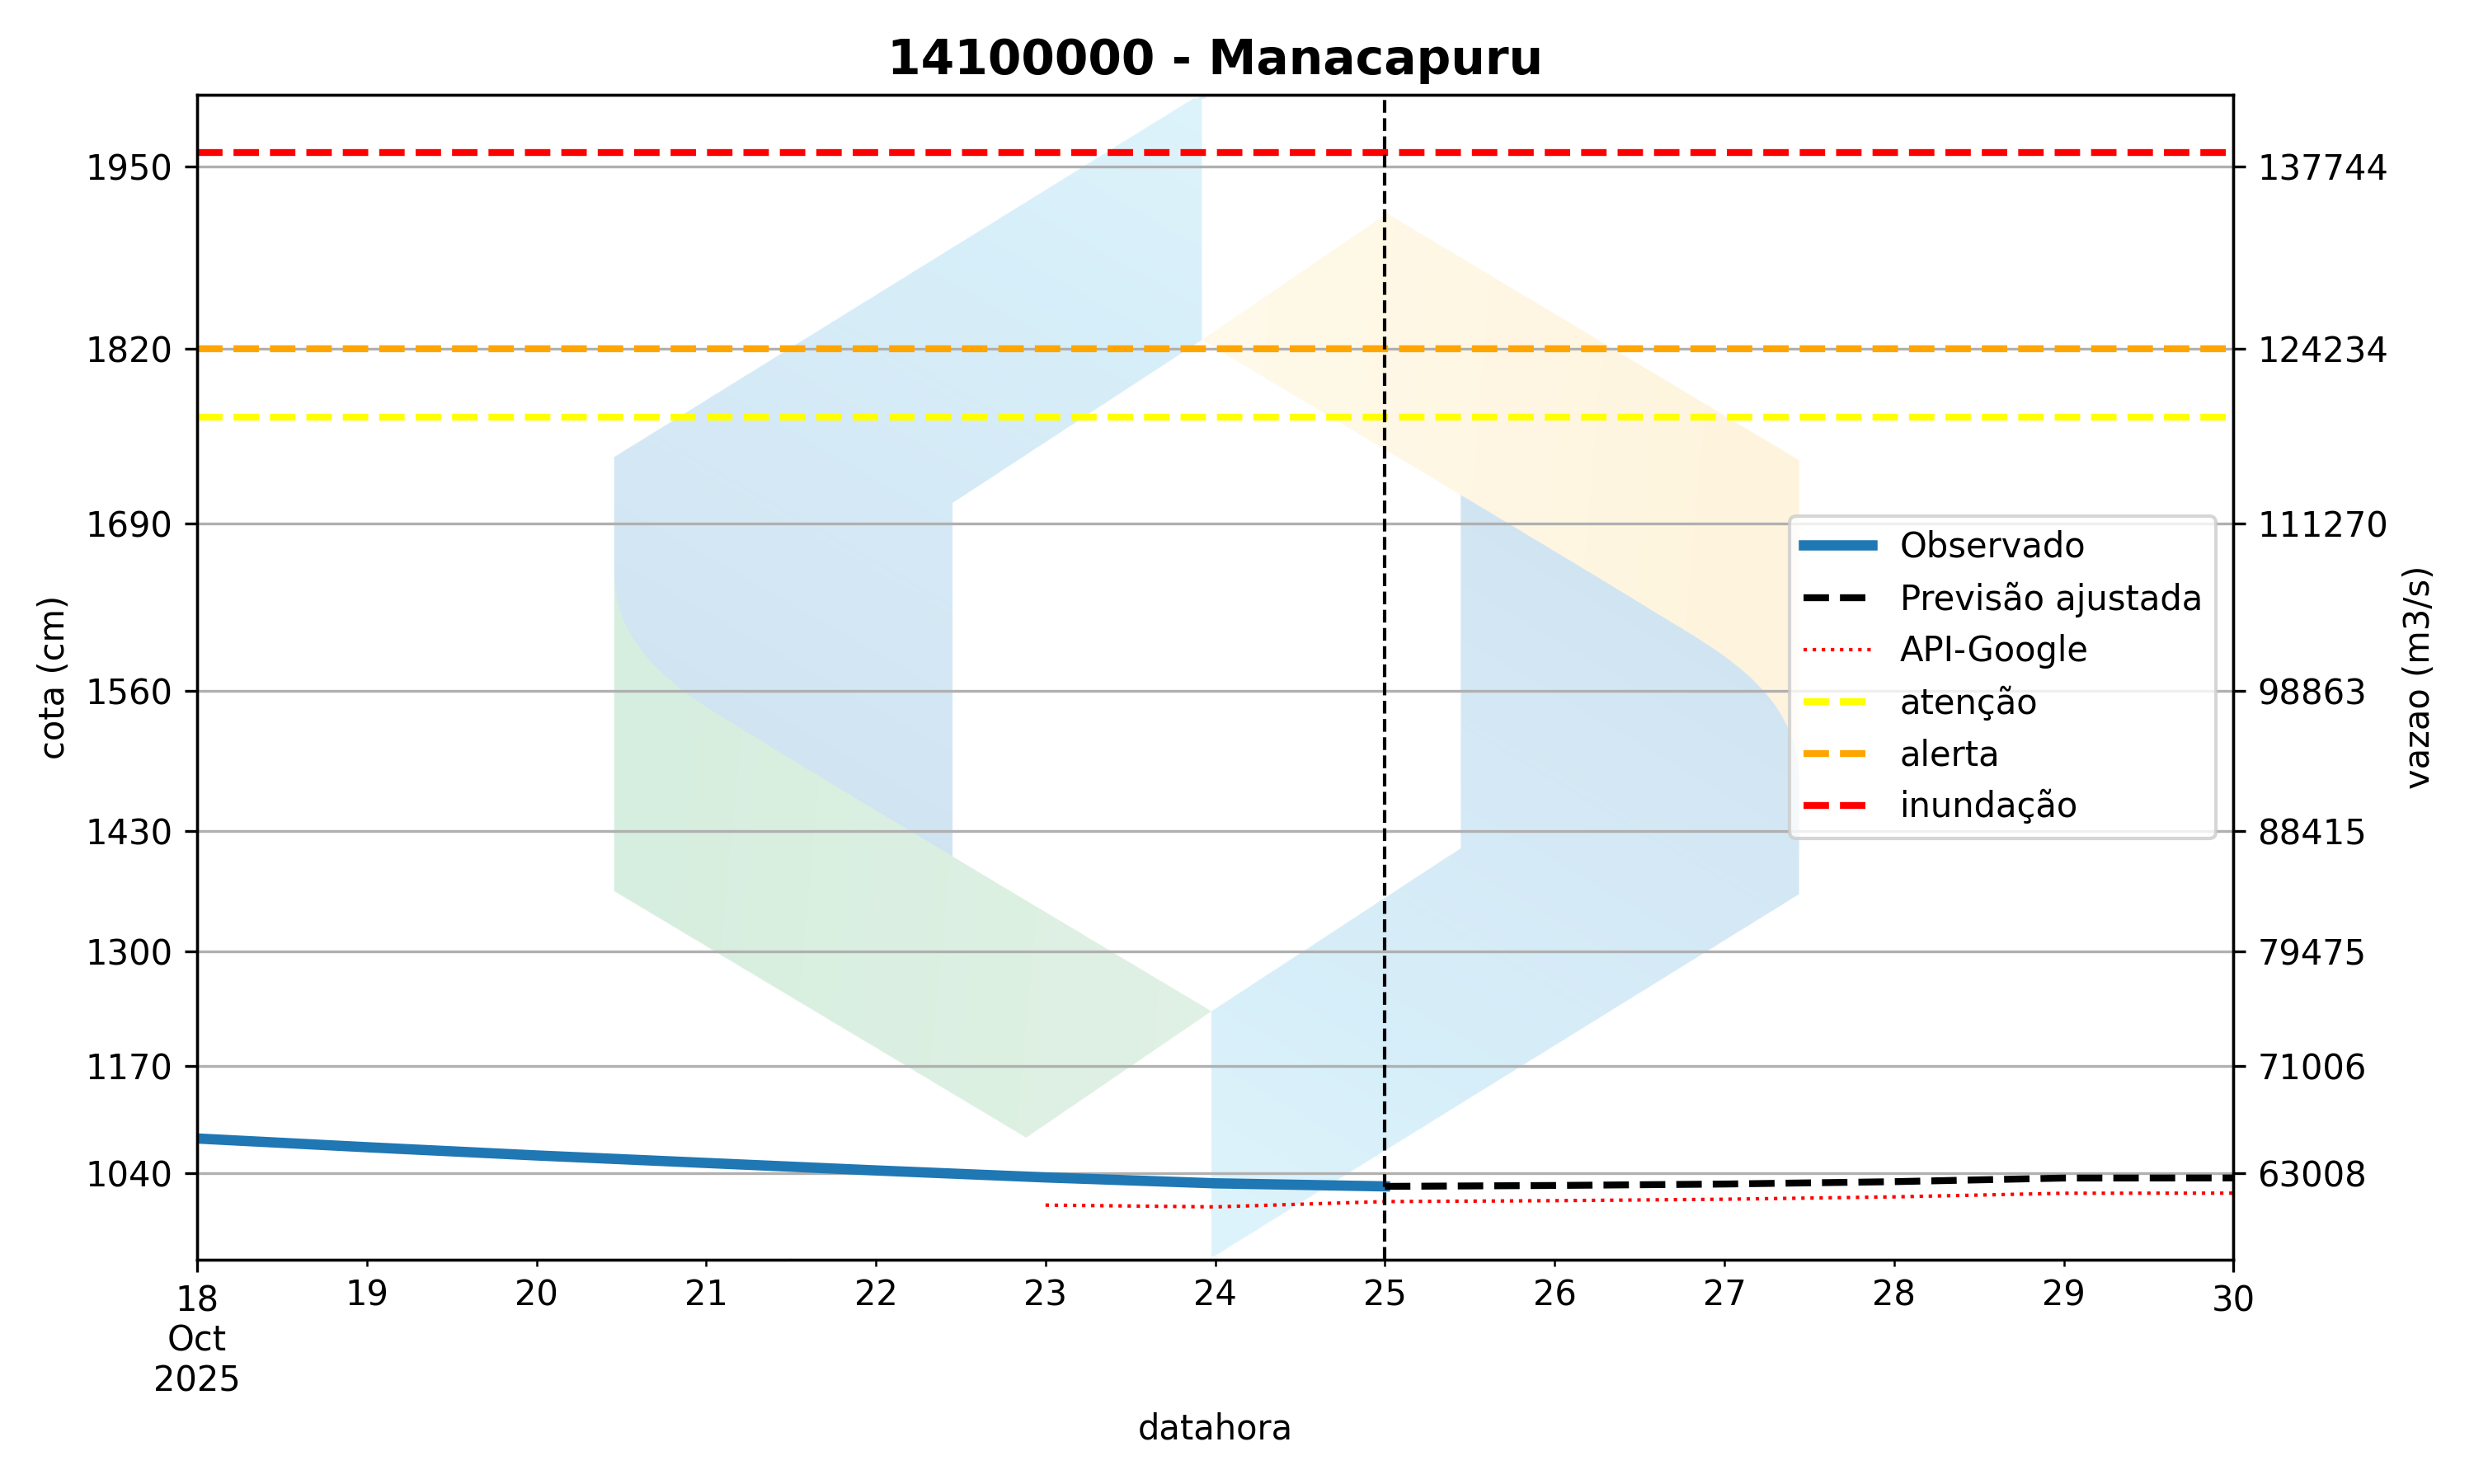 14100000 - Manacapuru
cota (cm)
1950
1820
1690
1560
1430
1300
1170
1040
137744
124234
111270
98863
88415
79475
71006
63008
vazao (m3/s)
Observado
Previsão ajustada
API-Google
atenção
alerta
inundação
18 19 20 21 22 23 24 25 26 27 28 29 30
Oct
2025
datahora